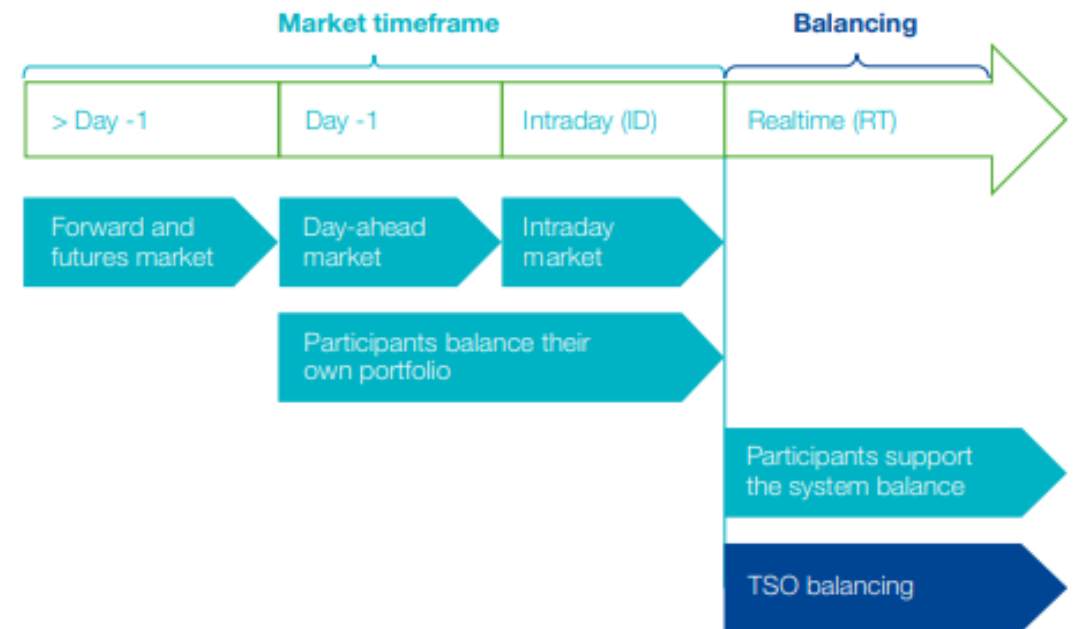 Market timeframe
Balancing
> Day -1
Day -1
Intraday (ID)
Realtime (RT)
Forward and
futures market
Day-ahead
market
Intraday
market
Participants balance their
own portfolio
Participants support
the system balance
TSO balancing